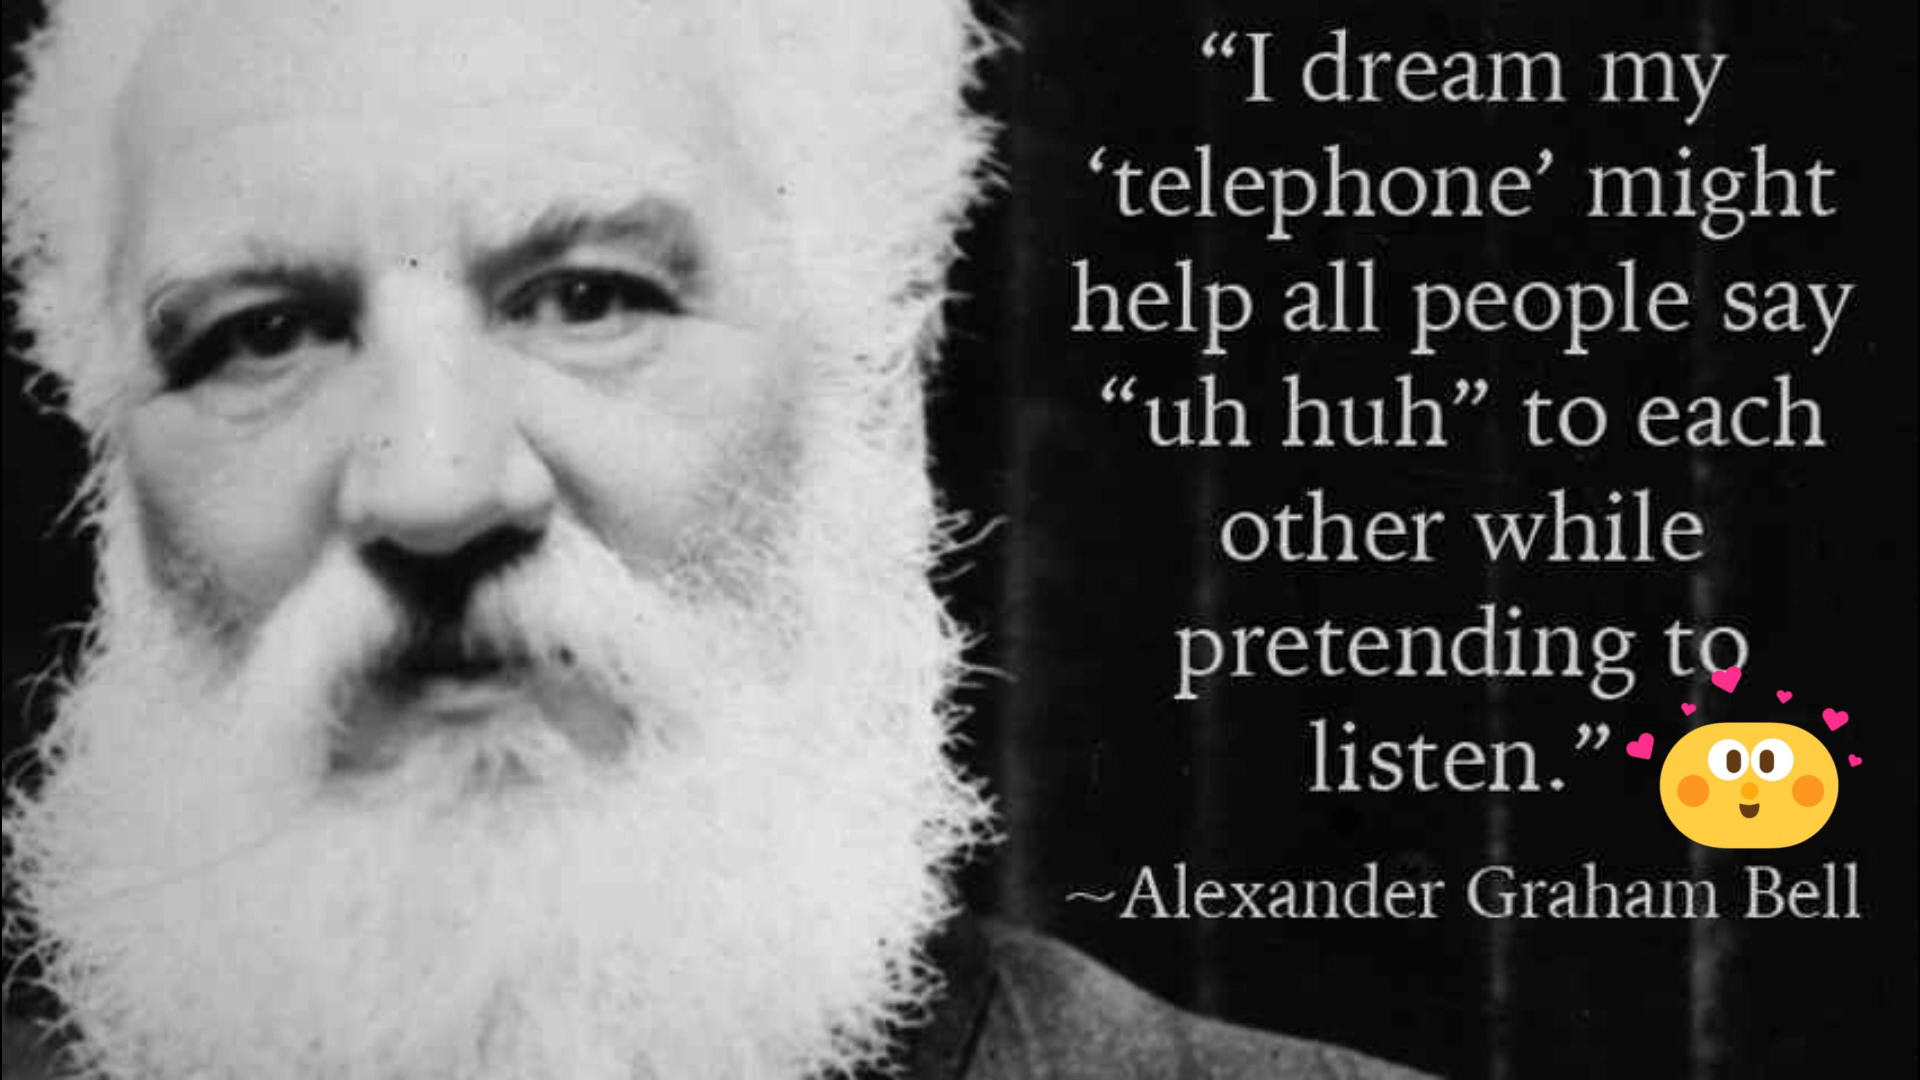 “I dream my
‘telephone’ might
help all people say
“uh huh” to each
other while
pretending to
listen.”
~Alexander Graham Bell